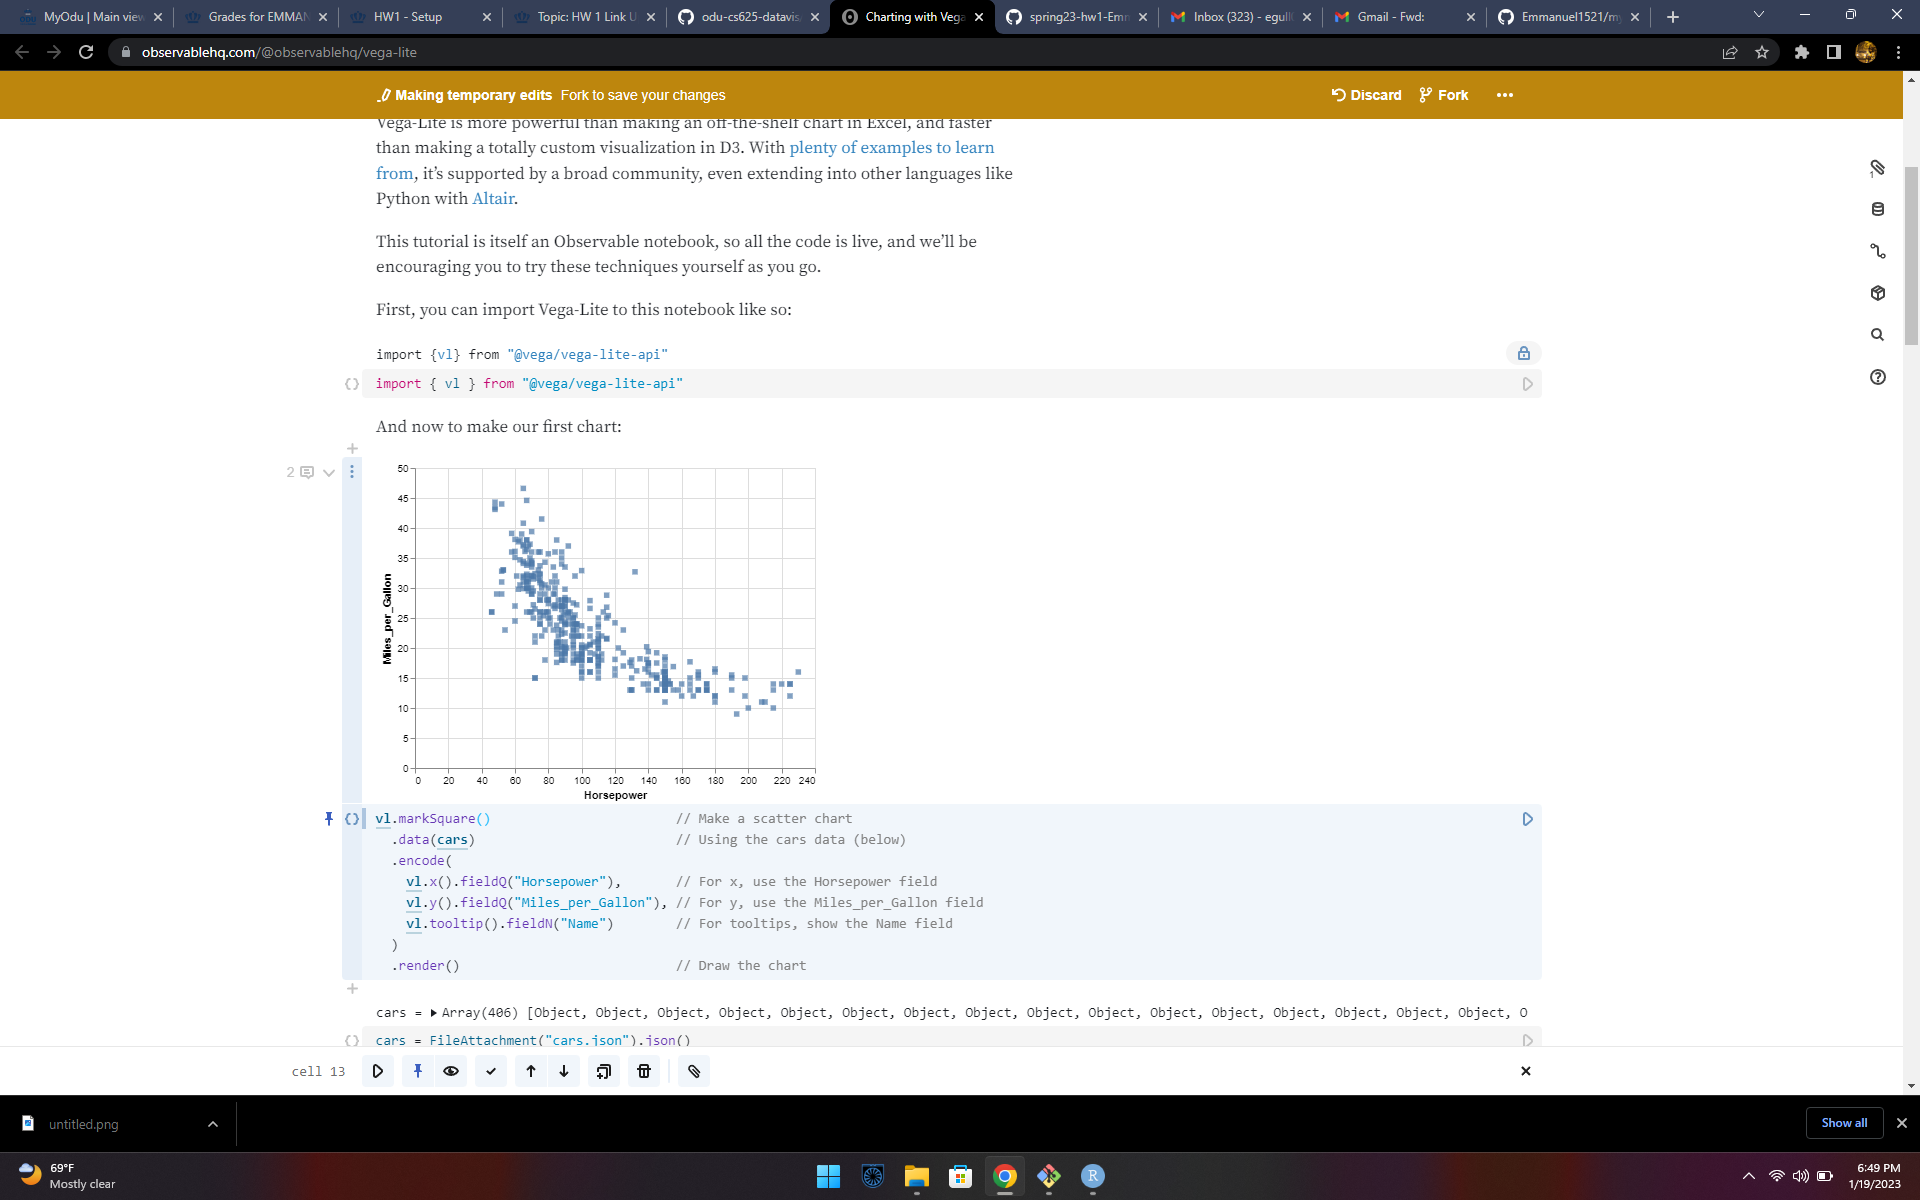 MyOdu | Main view
Grades for EMMAN
HW1 - Setup
Topic: HW 1 Link U
odu-cs625-datavis
Charting with Vega
spring23-hw1-Emm
Inbox (323) - egull
Gmail - Fwd:
Emmanuel1521/my
observablehq.com/@observablehq/vega-lite
Making temporary edits Fork to save your changes
Discard
Fork
Vega-Lite is more powerful than making an off-the-shelf chart in Excel, and faster
than making a totally custom visualization in D3. With plenty of examples to learn
from, it’s supported by a broad community, even extending into other languages like
Python with Altair.
This tutorial is itself an Observable notebook, so all the code is live, and we’ll be
encouraging you to try these techniques yourself as you go.
First, you can import Vega-Lite to this notebook like so:
import {vl} from "@vega/vega-lite-api"
import { vl } from "@vega/vega-lite-api"
And now to make our first chart:
2
50
45
40
35
30
25
20
15
10
5
0
Miles_per_Gallon
0 20 40 60 80 100 120 140 160 180 200 220 240
Horsepower
vl.markSquare() // Make a scatter chart
.data(cars) // Using the cars data (below)
.encode(
vl.x().fieldQ("Horsepower"), // For x, use the Horsepower field
vl.y().fieldQ("Miles_per_Gallon"), // For y, use the Miles_per_Gallon field
vl.tooltip().fieldN("Name") // For tooltips, show the Name field
)
.render() // Draw the chart
cars = Array(406) [Object, Object, Object, Object, Object, Object, Object, Object, Object, Object, Object, Object, Object, Object, Object, Object, O
cars = FileAttachment("cars.json").json()
cell 13
untitled.png
Show all
69°F
Mostly clear
6:49 PM
1/19/2023